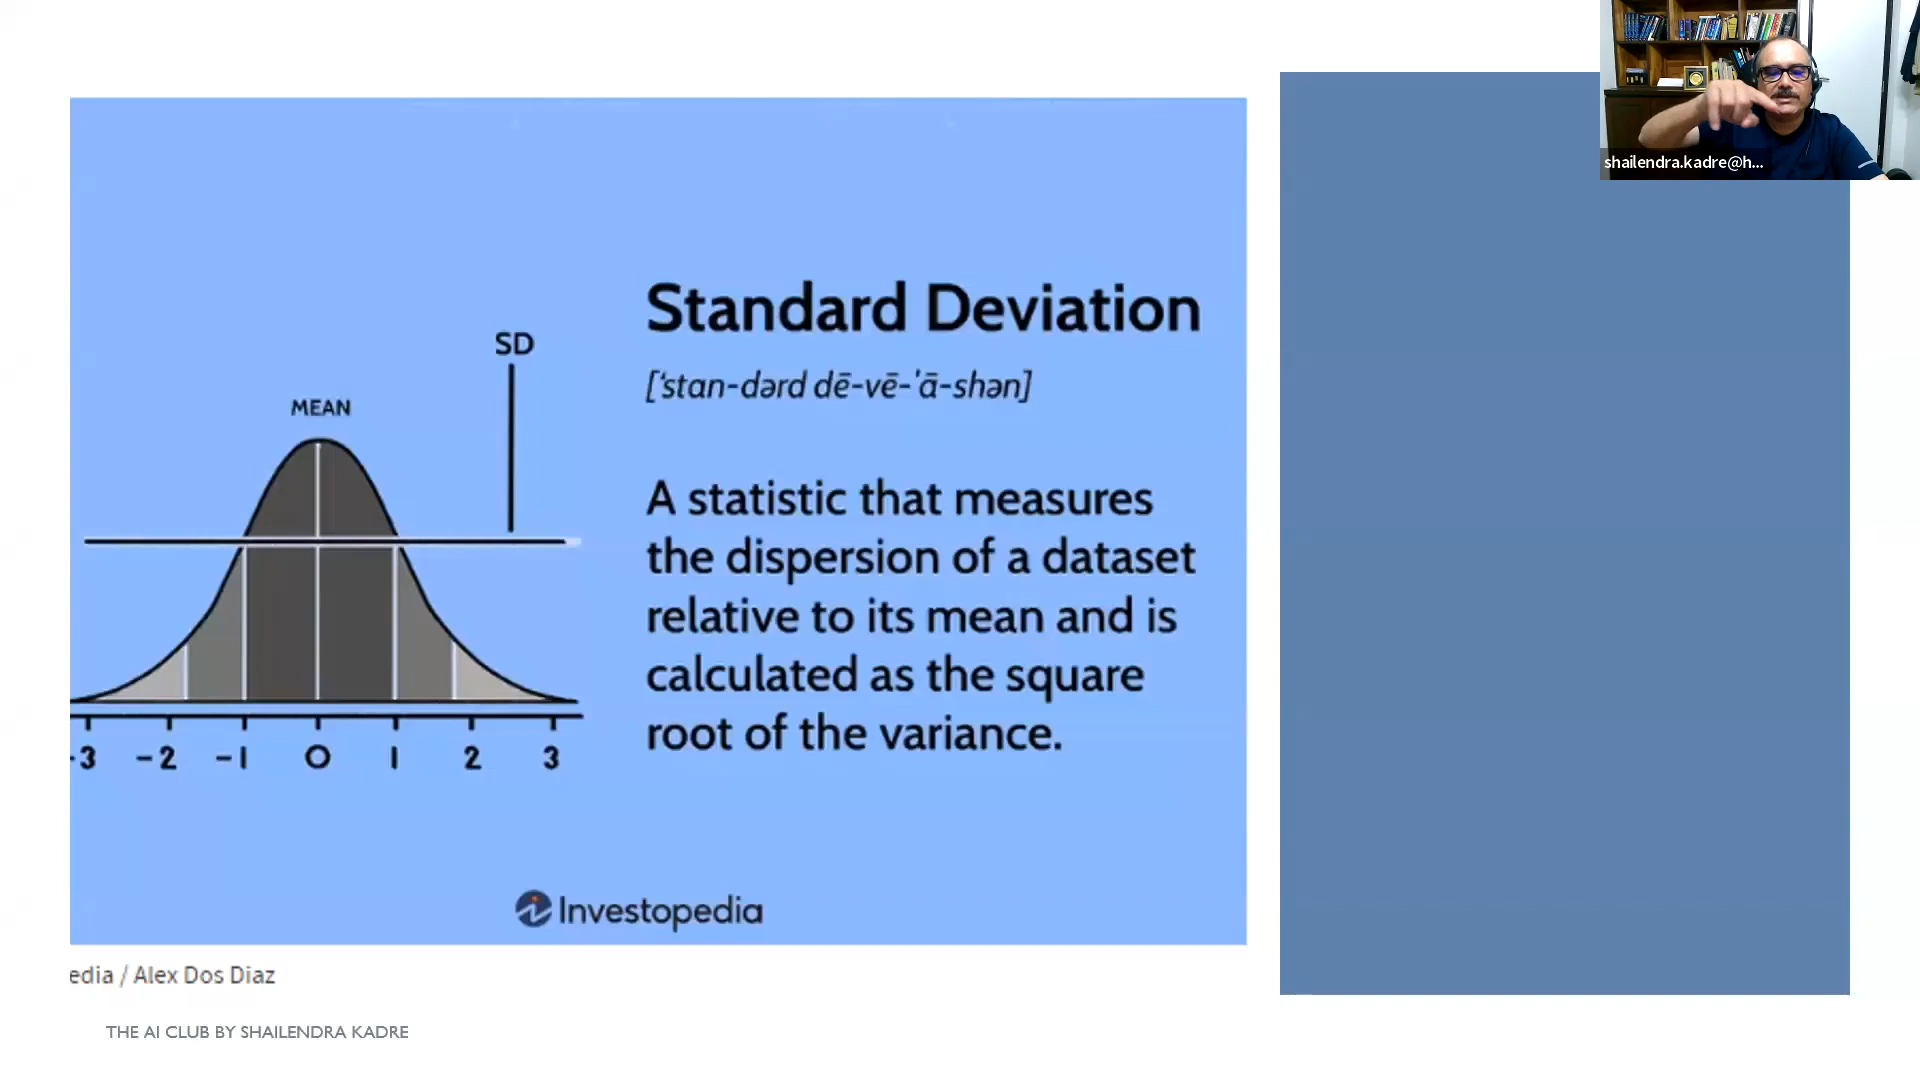 shailendra.kadre@h...
Standard Deviation
['stan-dərd dē-vē-'ā-shən]
SD
MEAN
A statistic that measures
the dispersion of a dataset
relative to its mean and is
calculated as the square
root of the variance.
-3 -2 -1 0 1 2 3
Investopedia
edia / Alex Dos Diaz
THE AI CLUB BY SHAILENDRA KADRE